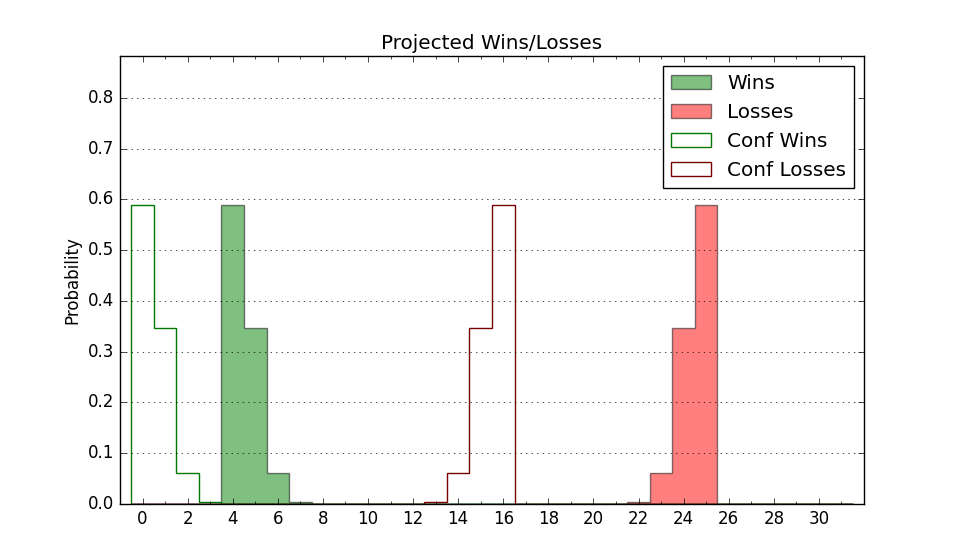 Projected Wins/Losses
Wins
Losses
Conf Wins
Conf Losses
Probability
0.8
0.7
0.6
0.5
0.4
0.3
0.2
0.1
0.0
0 2 4 6 8 10 12 14 16 18 20 22 24 26 28 30